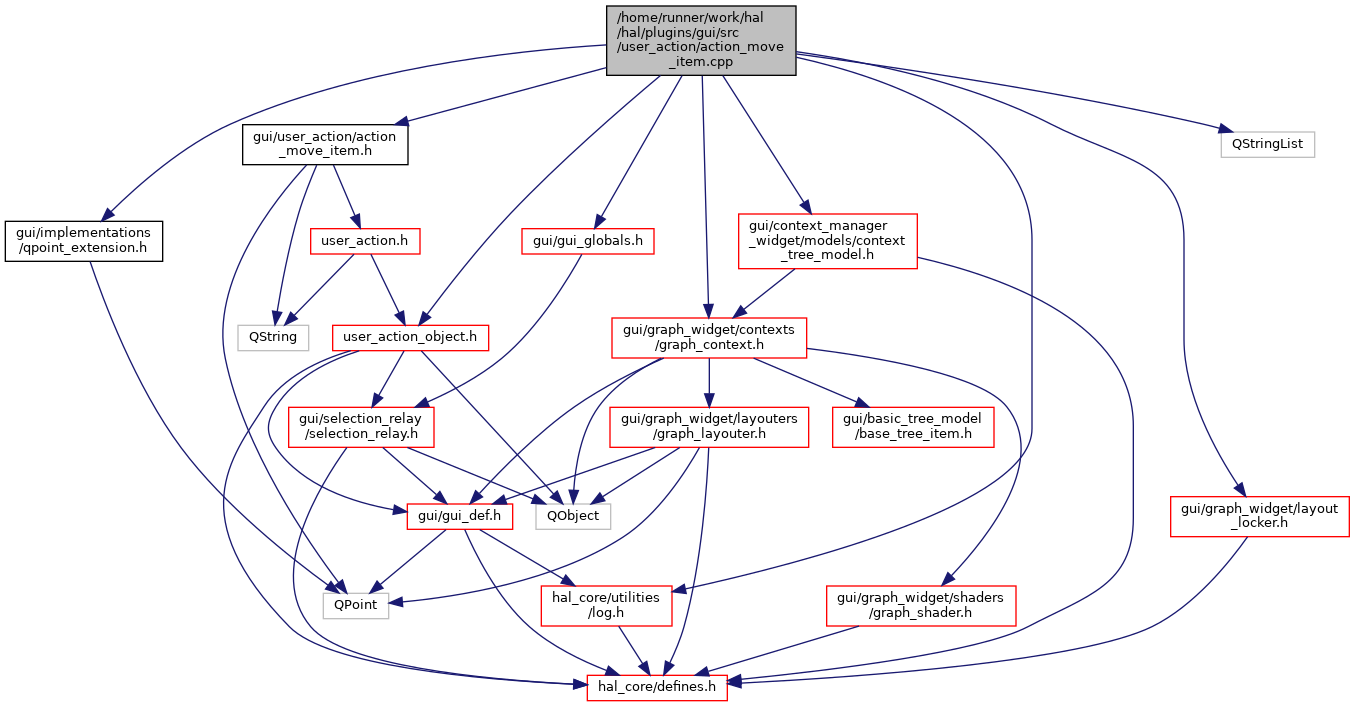 /home/runner/work/hal
/hal/plugins/gui/src
/user_action/action_move
_item.cpp
gui/user_action/action
_move_item.h
QStringList
gui/implementations
/qpoint_extension.h
user_action.h
gui/gui_globals.h
gui/context_manager
_widget/models/context
_tree_model.h
QString
user_action_object.h
gui/graph_widget/contexts
/graph_context.h
gui/selection_relay
/selection_relay.h
gui/graph_widget/layouters
/graph_layouter.h
gui/basic_tree_model
/base_tree_item.h
gui/gui_def.h
QObject
gui/graph_widget/layout
_locker.h
QPoint
hal_core/utilities
/log.h
gui/graph_widget/shaders
/graph_shader.h
hal_core/defines.h